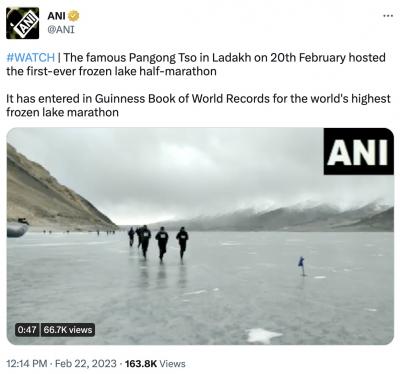 ANI
@ANI
#WATCH | The famous Pangong Tso in Ladakh on 20th February hosted
the first-ever frozen lake half-marathon
It has entered in Guinness Book of World Records for the world's highest
frozen lake marathon
ANI
0:47 66.7K views
12:14 PM · Feb 22, 2023 · 163.8K Views